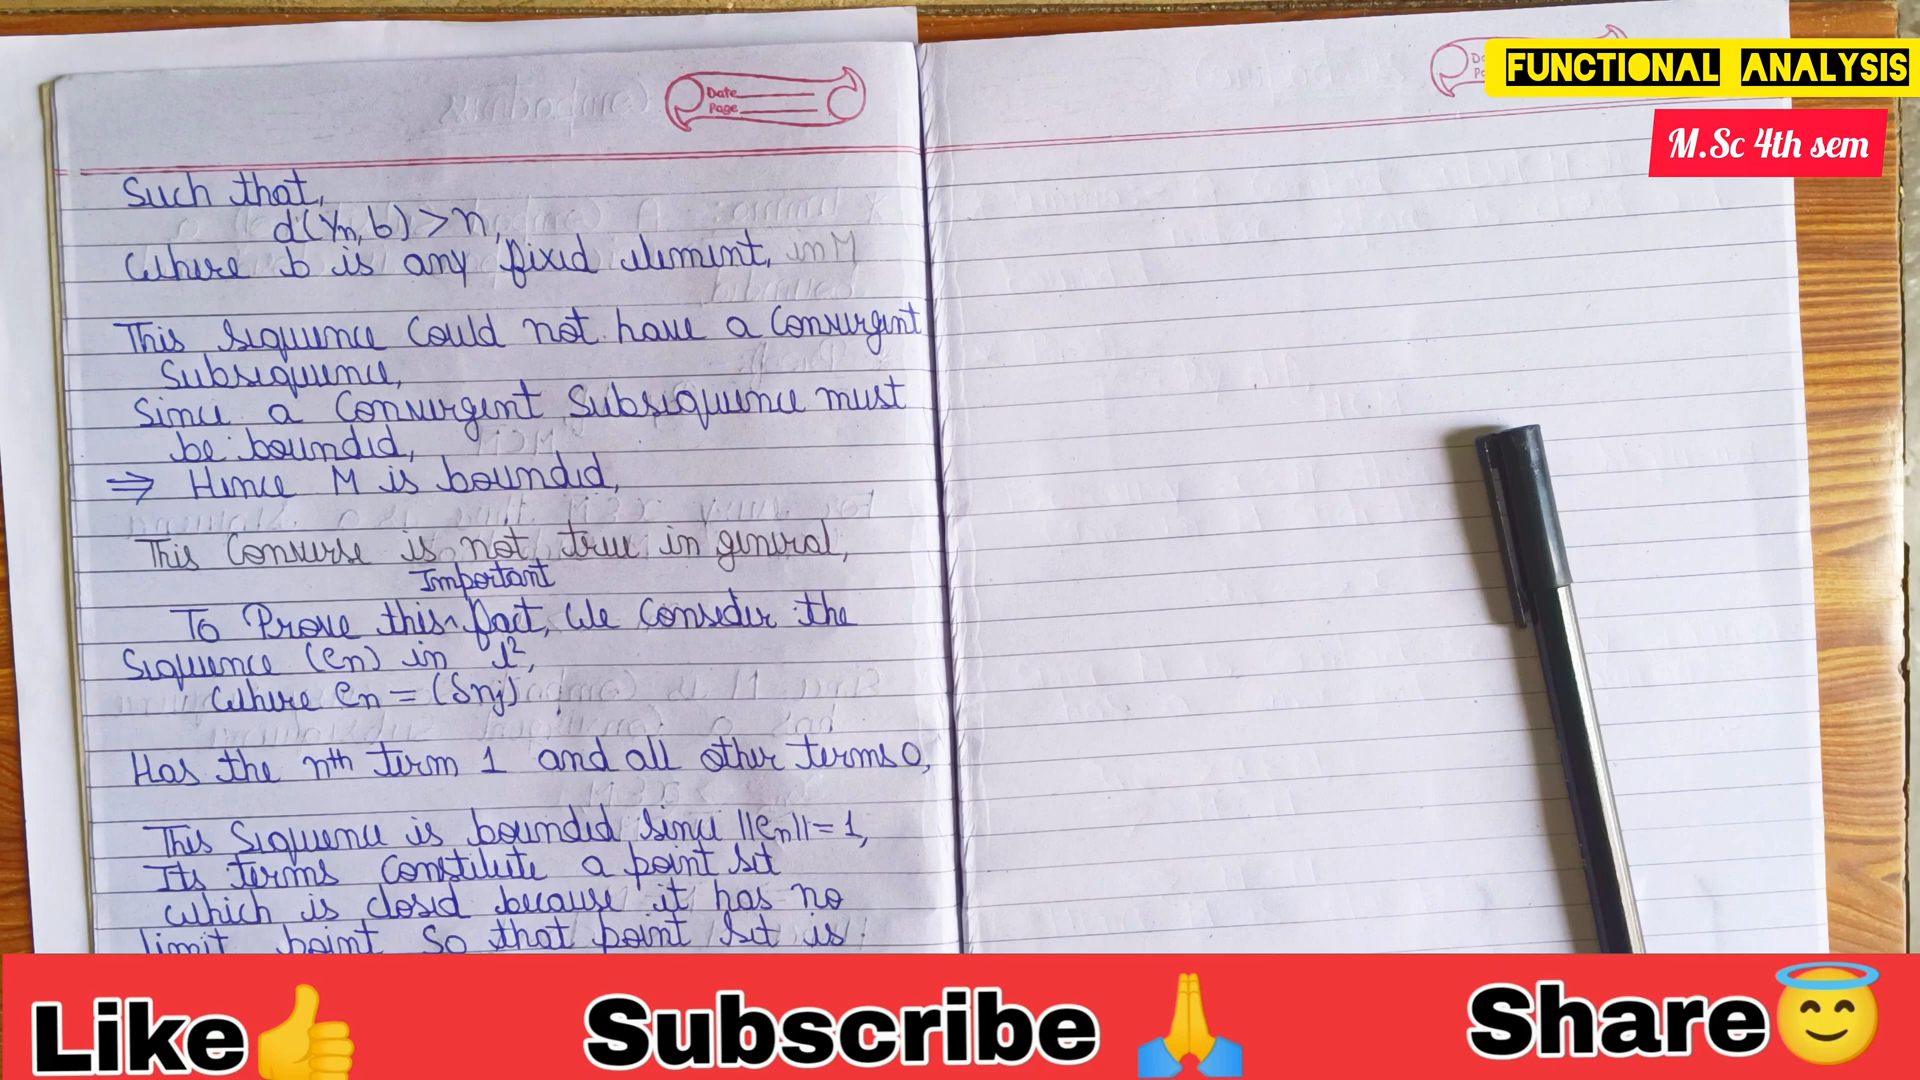 Date
Page
FUNCTIONAL ANALYSIS
M.Sc 4th sem
Such that,
d(Yn, b) > n,
Where b is any fixed element, in M
This sequence Could not have a Convergent
Subsequence,
Since a Convergent Subsequence must
be bounded,
⇒ Hence M is bounded,
This Converse is not true in general,
Important
To Prove this ^ fact, We Consider the
Sequence (en) in l²,
Where en = (δnj)
Has the nth term 1 and all other terms 0,
This Sequence is bounded since ||en|| = 1,
Its terms constitute a point set
which is closed because it has no
limit point So that point set is
Like👍 Subscribe 🙏 Share😇